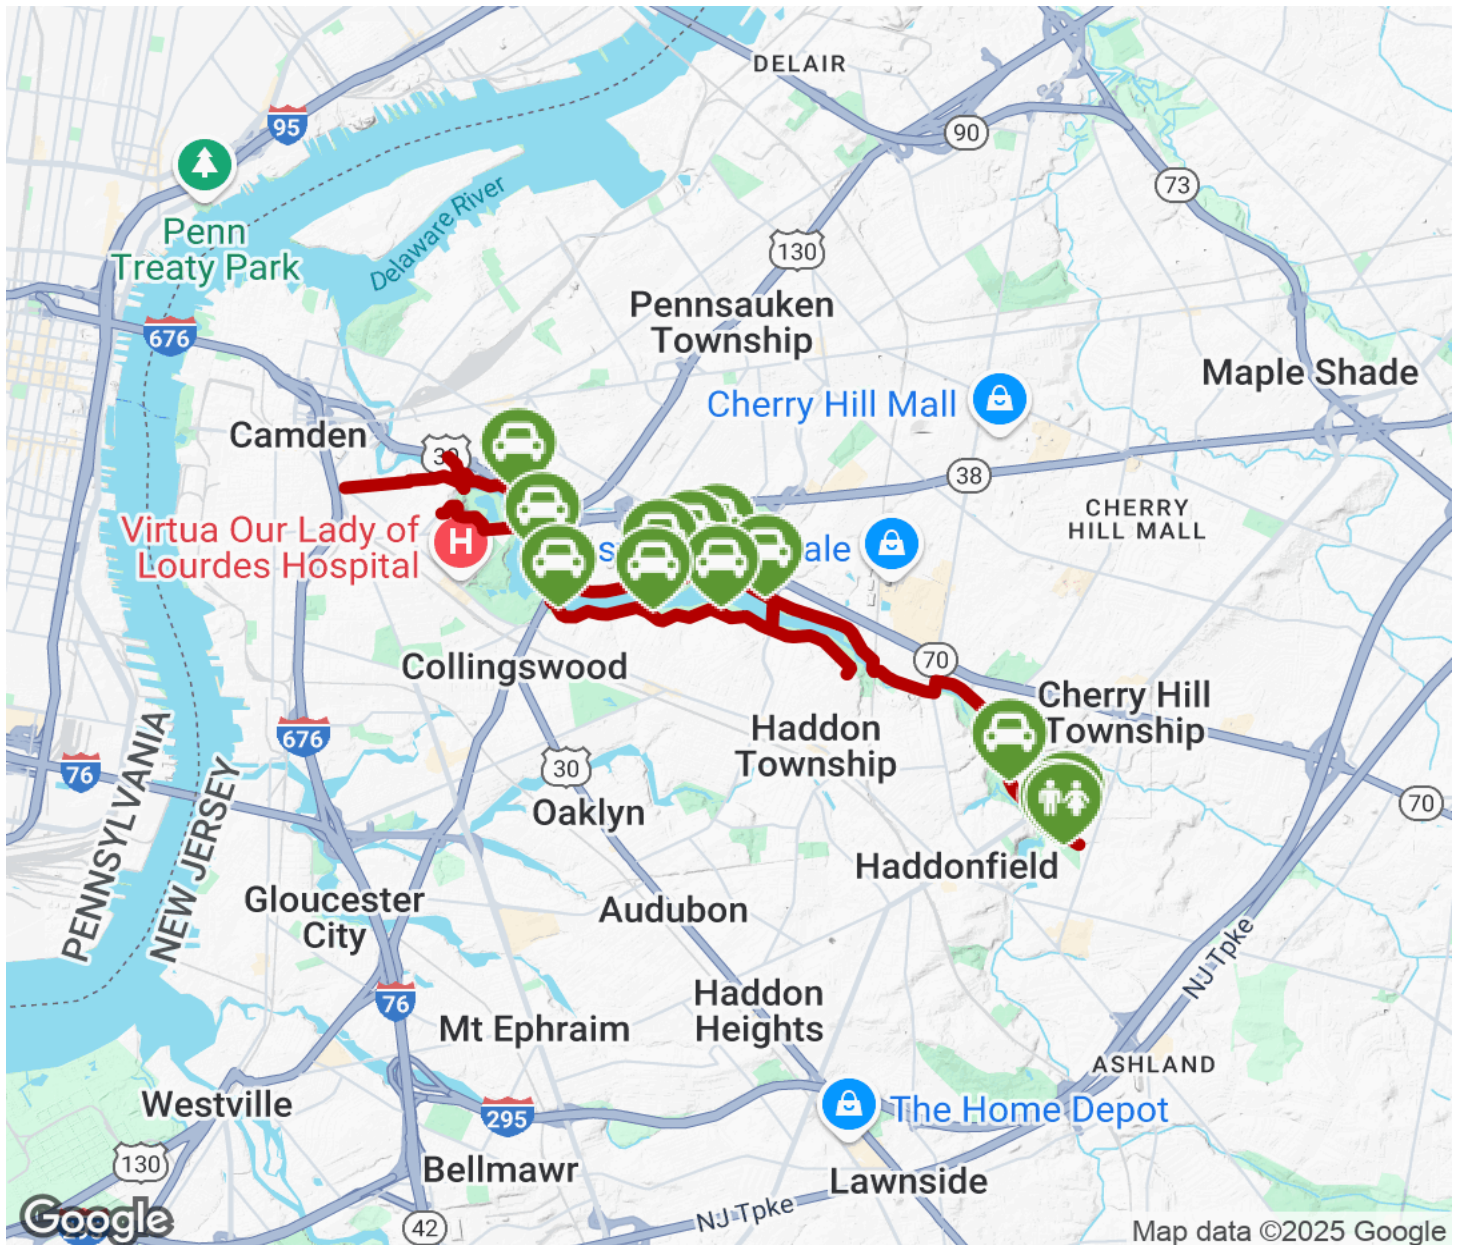 DELAIR
95
90
73
Penn
Treaty Park
Delaware River
130
676
Pennsauken
Township
Maple Shade
Cherry Hill Mall
Camden
38
CHERRY
HILL MALL
Virtua Our Lady of
Lourdes Hospital
H
s
ale
Collingswood
70
Cherry Hill
Township
Haddon
Township
676
76
30
70
PENNSYLVANIA
NEW JERSEY
Oaklyn
Haddonfield
Gloucester
City
Audubon
NJ Tpke
76
Haddon
Heights
Mt Ephraim
ASHLAND
Westville
295
The Home Depot
130
Bellmawr
Lawnside
NJ Tpke
42
Google
Map data ©2025 Google